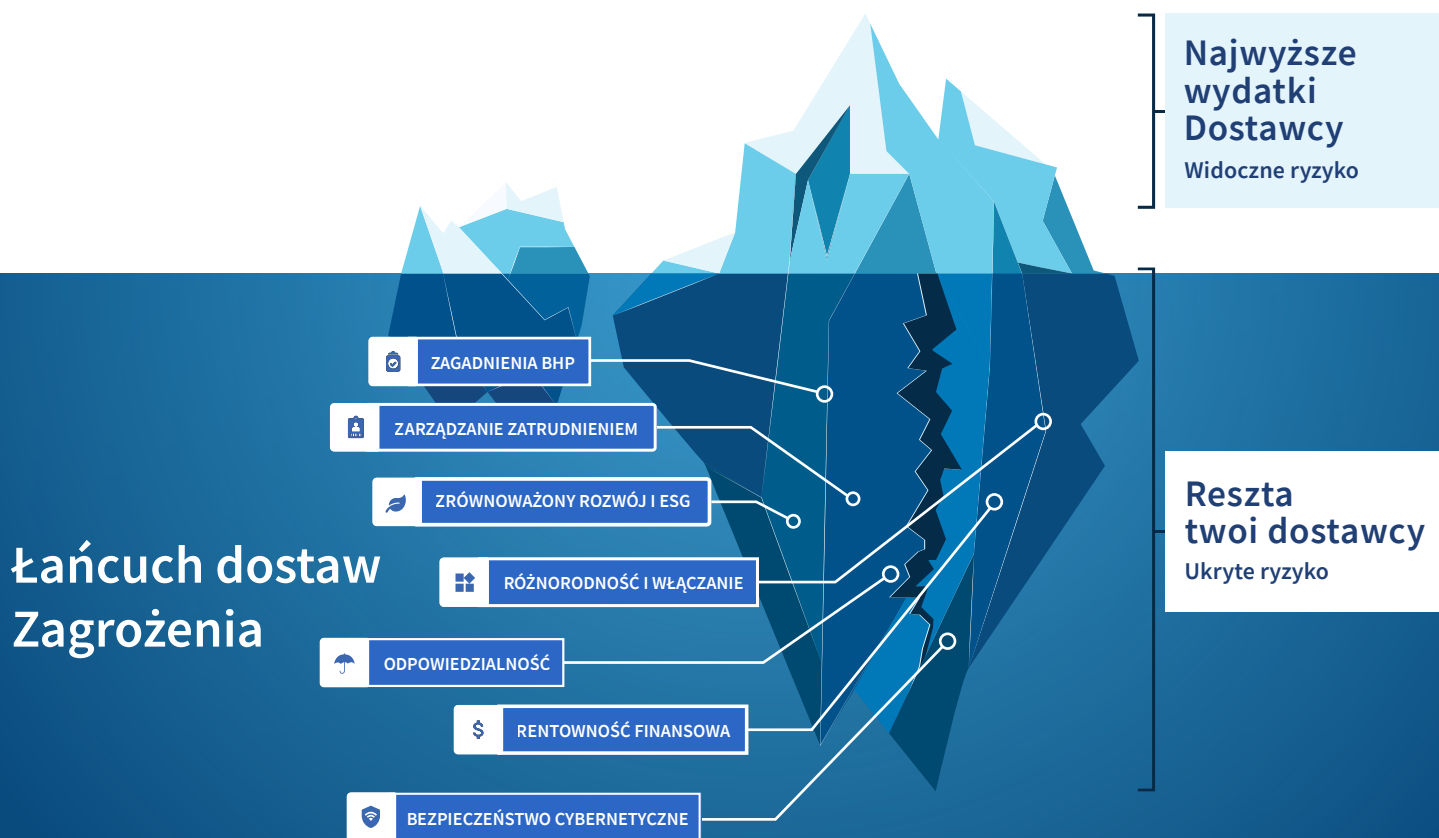 Najwyższe
wydatki
Dostawcy
Widoczne ryzyko
ZAGADNIENIA BHP
ZARZĄDZANIE ZATRUDNIENIEM
ZRÓWNOWAŻONY ROZWÓJ I ESG
Reszta
twoi dostawcy
Ukryte ryzyko
Łańcuch dostaw
Zagrożenia
RÓŻNORODNOŚĆ I WŁĄCZANIE
ODPOWIEDZIALNOŚĆ
$
RENTOWNOŚĆ FINANSOWA
BEZPIECZEŃSTWO CYBERNETYCZNE